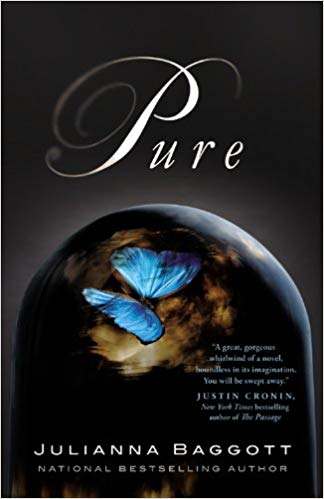 Pure
"A great, gorgeous
whirlwind of a novel,
boundless in its imagination.
You will be swept away."
JUSTIN CRONIN,
New York Times bestselling
author of The Passage
JULIANNA BAGGOTT
NATIONAL BESTSELLING AUTHOR